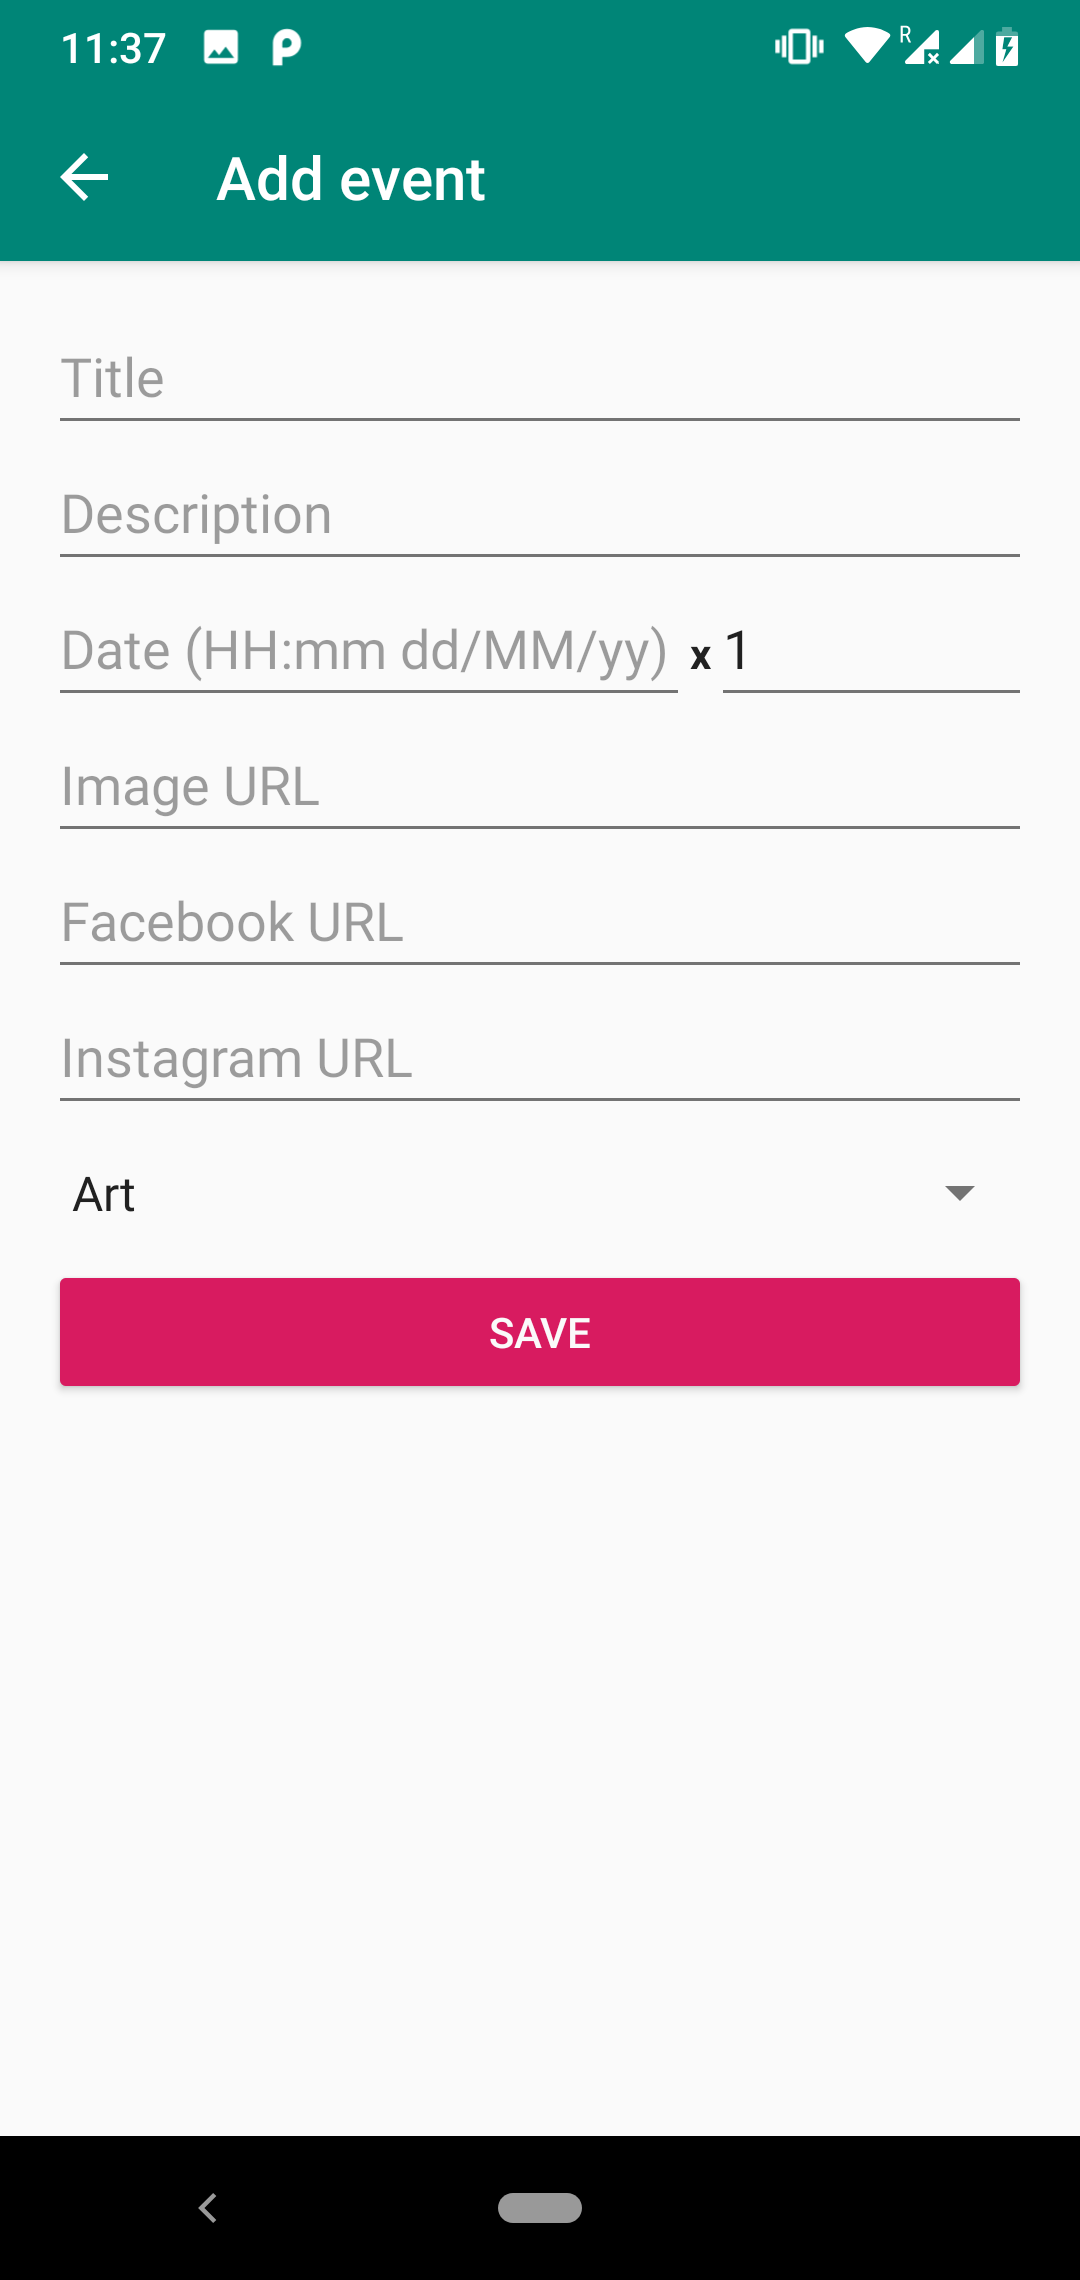 11:37
R
Add event
Title
Description
Date (HH:mm dd/MM/yy) x 1
Image URL
Facebook URL
Instagram URL
Art
SAVE